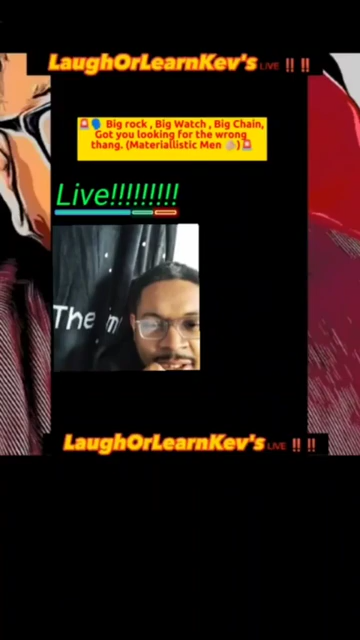 LaughOrLearnKev's LIVE ‼️ ‼️
🚨🗣️ Big rock , Big Watch , Big Chain,
Got you looking for the wrong
thang. (Materiallistic Men 🪨)🚨
Live!!!!!!!!!
The
LaughOrLearnKev's LIVE ‼️ ‼️